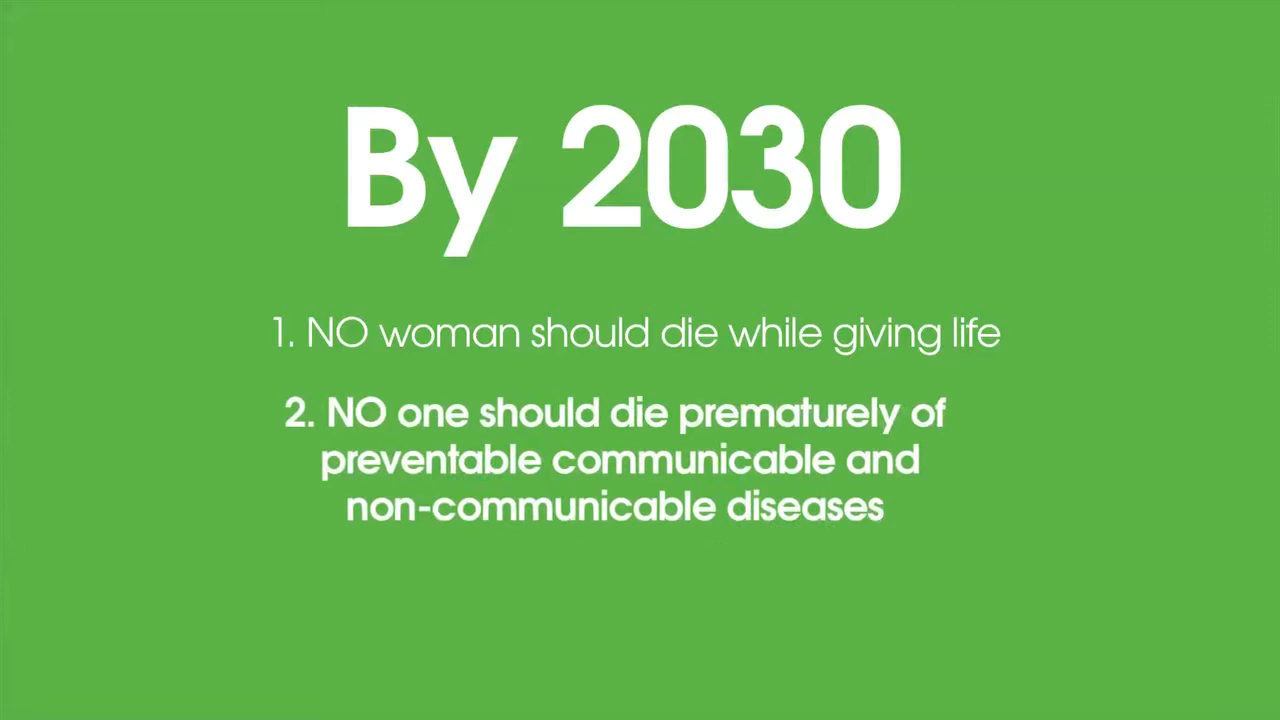 By 2030
1. NO woman should die while giving life
2. NO one should die prematurely of
preventable communicable and
non-communicable diseases